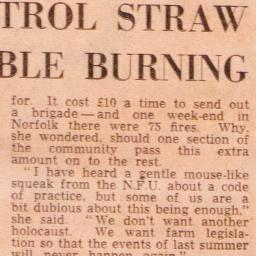 TROL STRAW
BLE BURNING
for. It cost £10 a time to send out
a brigade—and one week-end in
Norfolk there were 75 fires. Why,
she wondered, should one section of
the community pass this extra
amount on to the rest.
"I have heard a gentle mouse-like
squeak from the N.F.U. about a code
of practice, but some of us are a
bit dubious about this being enough,"
she said. "We don't want another
holocaust. We want farm legisla-
tion so that the events of last summer
will never happen again."